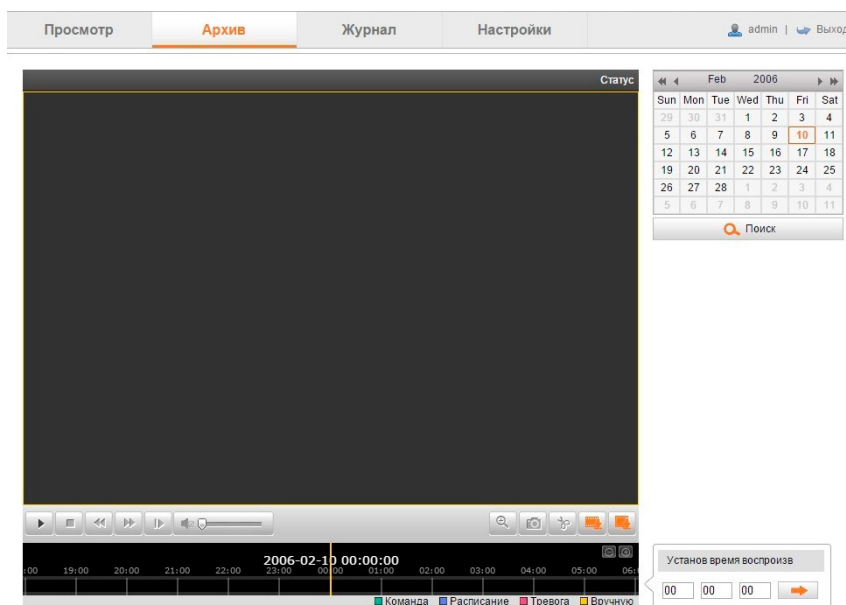 Просмотр Архив Журнал Настройки admin | Выход
Статус
Feb 2006
Sun Mon Tue Wed Thu Fri Sat
29 30 31 1 2 3 4
5 6 7 8 9 10 11
12 13 14 15 16 17 18
19 20 21 22 23 24 25
26 27 28 1 2 3 4
5 6 7 8 9 10 11
Поиск
2006-02-10 00:00:00
:00 19:00 20:00 21:00 22:00 23:00 00:00 01:00 02:00 03:00 04:00 05:00 06:
Команда Расписание Тревога Вручную
Установ время воспроизв
00 00 00